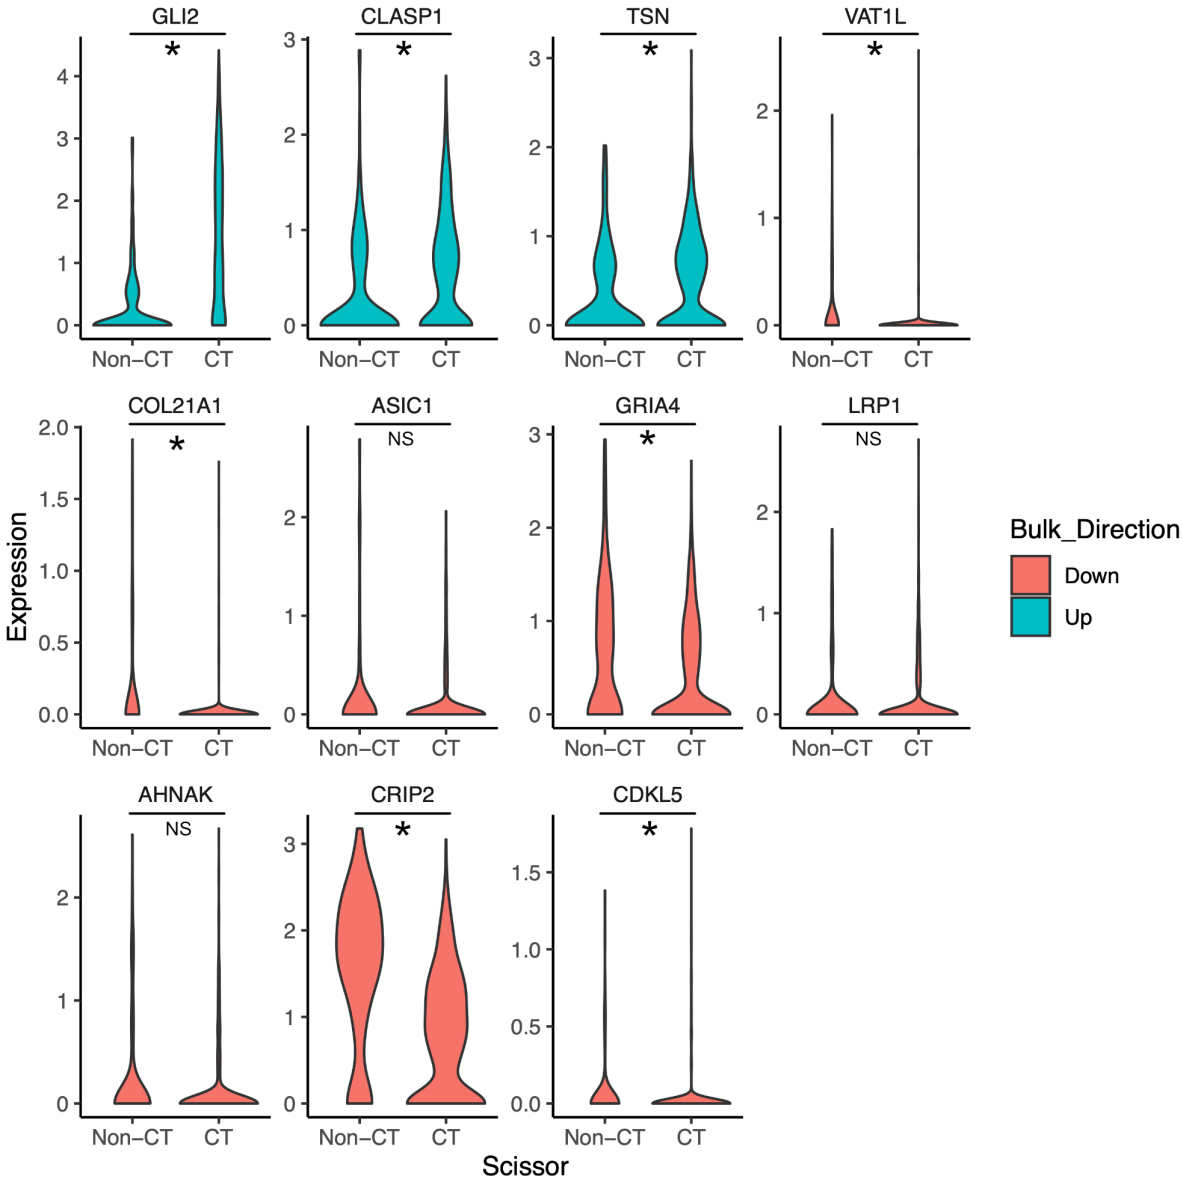 GLI2 CLASP1 TSN VAT1L
* * * *
4 3 2 1 0
3 2 1 0
3 2 1 0
2 1 0
Non−CT CT Non−CT CT Non−CT CT Non−CT CT
COL21A1 ASIC1 GRIA4 LRP1
* NS * NS
2.0 1.5 1.0 0.5 0.0
2 1 0
3 2 1 0
2 1 0
Non−CT CT Non−CT CT Non−CT CT Non−CT CT
AHNAK CRIP2 CDKL5
NS * *
2 1 0
3 2 1 0
1.5 1.0 0.5 0.0
Non−CT CT Non−CT CT Non−CT CT
Expression
Scissor
Bulk_Direction
Down
Up